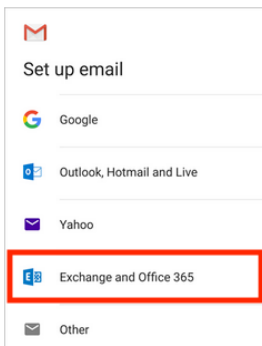 Set up email
Google
Outlook, Hotmail and Live
Yahoo
Exchange and Office 365
Other